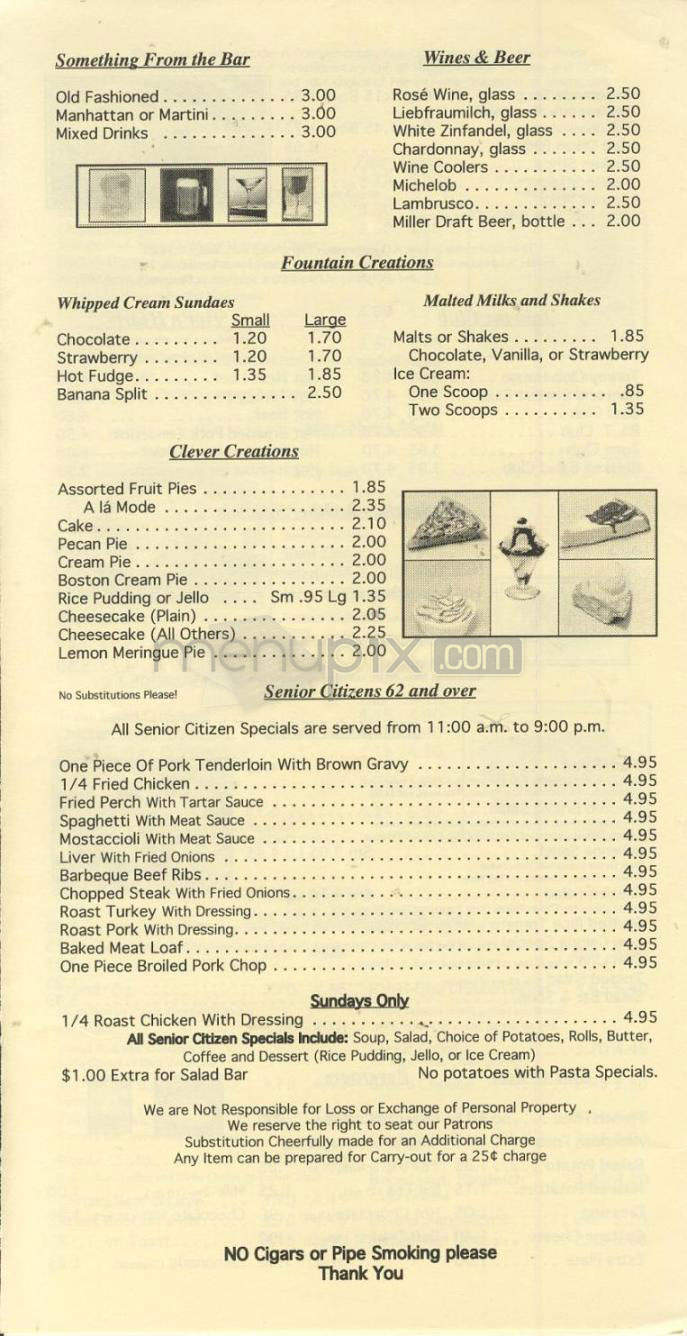 Something From the Bar
Old Fashioned . . . . . . . . . . . . . . 3.00
Manhattan or Martini . . . . . . . . . 3.00
Mixed Drinks . . . . . . . . . . . . . . 3.00
Wines & Beer
Rosé Wine, glass . . . . . . . . 2.50
Liebfraumilch, glass . . . . . . 2.50
White Zinfandel, glass . . . . 2.50
Chardonnay, glass . . . . . . . 2.50
Wine Coolers . . . . . . . . . . . 2.50
Michelob . . . . . . . . . . . . . . 2.00
Lambrusco. . . . . . . . . . . . . 2.50
Miller Draft Beer, bottle . . . 2.00
Fountain Creations
Whipped Cream Sundaes
Small Large
Chocolate . . . . . . . . . 1.20 1.70
Strawberry . . . . . . . . 1.20 1.70
Hot Fudge. . . . . . . . . 1.35 1.85
Banana Split . . . . . . . . . . . . . . . 2.50
Malted Milks and Shakes
Malts or Shakes . . . . . . . . . 1.85
Chocolate, Vanilla, or Strawberry
Ice Cream:
One Scoop . . . . . . . . . . . . .85
Two Scoops . . . . . . . . . . 1.35
Clever Creations
Assorted Fruit Pies . . . . . . . . . . . . . . . 1.85
A lá Mode . . . . . . . . . . . . . . . . . . . 2.35
Cake . . . . . . . . . . . . . . . . . . . . . . . . . . 2.10
Pecan Pie . . . . . . . . . . . . . . . . . . . . . . 2.00
Cream Pie . . . . . . . . . . . . . . . . . . . . . . 2.00
Boston Cream Pie . . . . . . . . . . . . . . . . 2.00
Rice Pudding or Jello . . . . Sm .95 Lg 1.35
Cheesecake (Plain) . . . . . . . . . . . . . . . 2.05
Cheesecake (All Others) . . . . . . . . . . . 2.25
Lemon Meringue Pie . . . . . . . . . . . . . . 2.00
menupix.com
No Substitutions Please!
Senior Citizens 62 and over
All Senior Citizen Specials are served from 11:00 a.m. to 9:00 p.m.
One Piece Of Pork Tenderloin With Brown Gravy . . . . . . . . . . . . . . . . . . . . . . 4.95
1/4 Fried Chicken . . . . . . . . . . . . . . . . . . . . . . . . . . . . . . . . . . . . . . . . . . . 4.95
Fried Perch With Tartar Sauce . . . . . . . . . . . . . . . . . . . . . . . . . . . . . . . . . . . 4.95
Spaghetti With Meat Sauce . . . . . . . . . . . . . . . . . . . . . . . . . . . . . . . . . . . . . 4.95
Mostaccioli With Meat Sauce . . . . . . . . . . . . . . . . . . . . . . . . . . . . . . . . . . . . 4.95
Liver With Fried Onions . . . . . . . . . . . . . . . . . . . . . . . . . . . . . . . . . . . . . . . . 4.95
Barbeque Beef Ribs . . . . . . . . . . . . . . . . . . . . . . . . . . . . . . . . . . . . . . . . . . 4.95
Chopped Steak With Fried Onions. . . . . . . . . . . . . . . . . . . . . . . . . . . . . . . . . 4.95
Roast Turkey With Dressing. . . . . . . . . . . . . . . . . . . . . . . . . . . . . . . . . . . . . 4.95
Roast Pork With Dressing. . . . . . . . . . . . . . . . . . . . . . . . . . . . . . . . . . . . . . . 4.95
Baked Meat Loaf . . . . . . . . . . . . . . . . . . . . . . . . . . . . . . . . . . . . . . . . . . . . 4.95
One Piece Broiled Pork Chop . . . . . . . . . . . . . . . . . . . . . . . . . . . . . . . . . . . 4.95
Sundays Only
1/4 Roast Chicken With Dressing . . . . . . . . . . . . . . . . . . . . . . . . . . . . . . . 4.95
All Senior Citizen Specials Include: Soup, Salad, Choice of Potatoes, Rolls, Butter,
Coffee and Dessert (Rice Pudding, Jello, or Ice Cream)
$1.00 Extra for Salad Bar No potatoes with Pasta Specials.
We are Not Responsible for Loss or Exchange of Personal Property
We reserve the right to seat our Patrons
Substitution Cheerfully made for an Additional Charge
Any Item can be prepared for Carry-out for a 25¢ charge
NO Cigars or Pipe Smoking please
Thank You